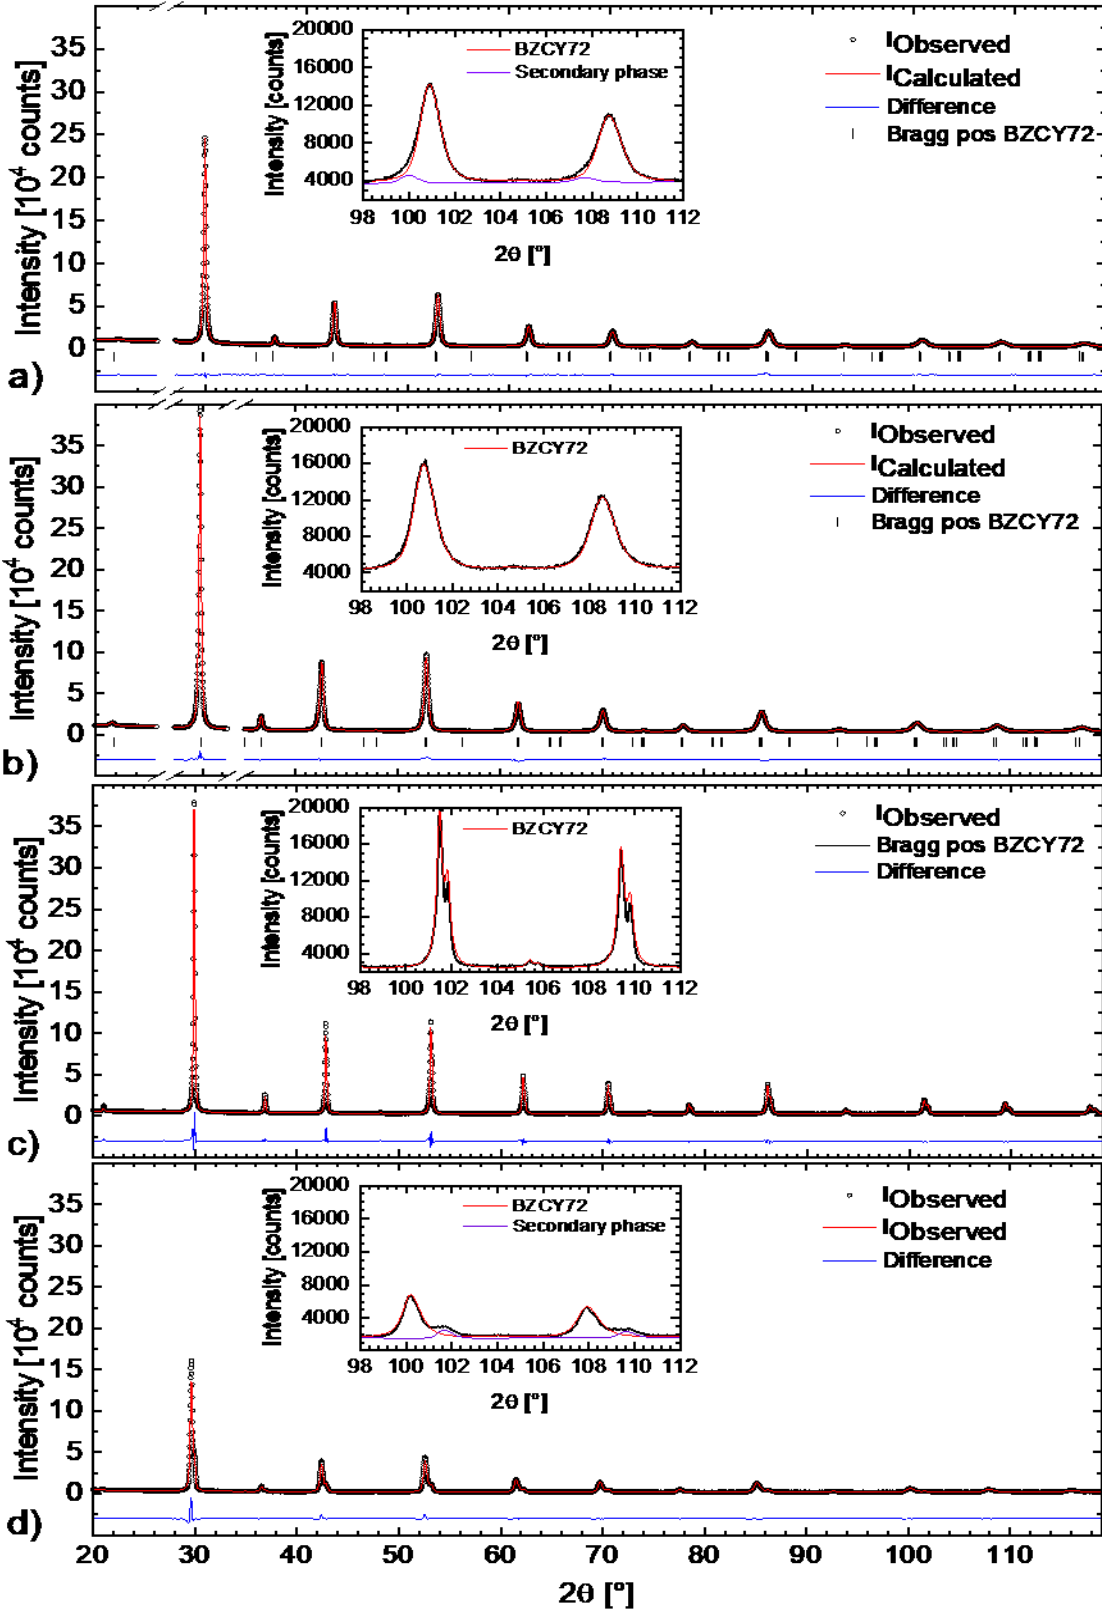 20000
16000
12000
8000
4000
98 100 102 104 106 108 110 112
2θ [°]
Intensity [counts]
BZCY72
Secondary phase
IObserved
ICalculated
Difference
Bragg pos BZCY72
35
30
25
20
15
10
5
0
Intensity [10⁴ counts]
a)
20000
16000
12000
8000
4000
98 100 102 104 106 108 110 112
2θ [°]
Intensity [counts]
BZCY72
IObserved
ICalculated
Difference
Bragg pos BZCY72
35
30
25
20
15
10
5
0
Intensity [10⁴ counts]
b)
20000
16000
12000
8000
4000
98 100 102 104 106 108 110 112
2θ [°]
Intensity [counts]
BZCY72
IObserved
Bragg pos BZCY72
Difference
35
30
25
20
15
10
5
0
Intensity [10⁴ counts]
c)
20000
16000
12000
8000
4000
98 100 102 104 106 108 110 112
2θ [°]
Intensity [counts]
BZCY72
Secondary phase
IObserved
IObserved
Difference
35
30
25
20
15
10
5
0
Intensity [10⁴ counts]
d)
20 30 40 50 60 70 80 90 100 110
2θ [°]